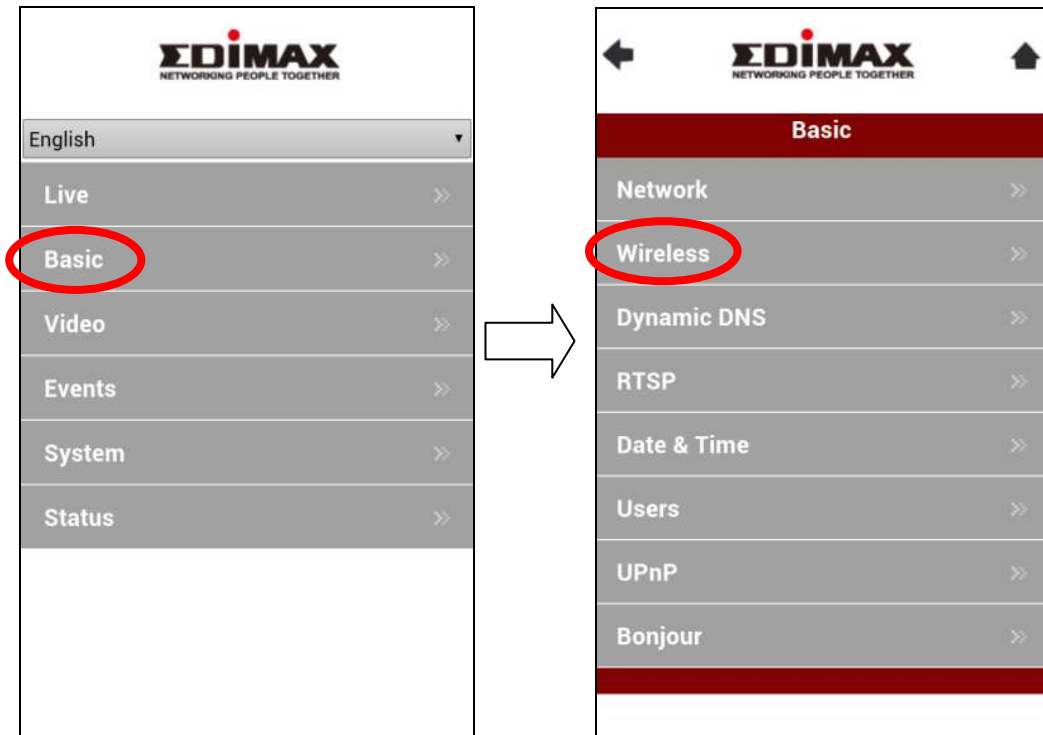 EDIMAX
NETWORKING PEOPLE TOGETHER
English
Live
Basic
Video
Events
System
Status
EDIMAX
NETWORKING PEOPLE TOGETHER
Basic
Network
Wireless
Dynamic DNS
RTSP
Date & Time
Users
UPnP
Bonjour